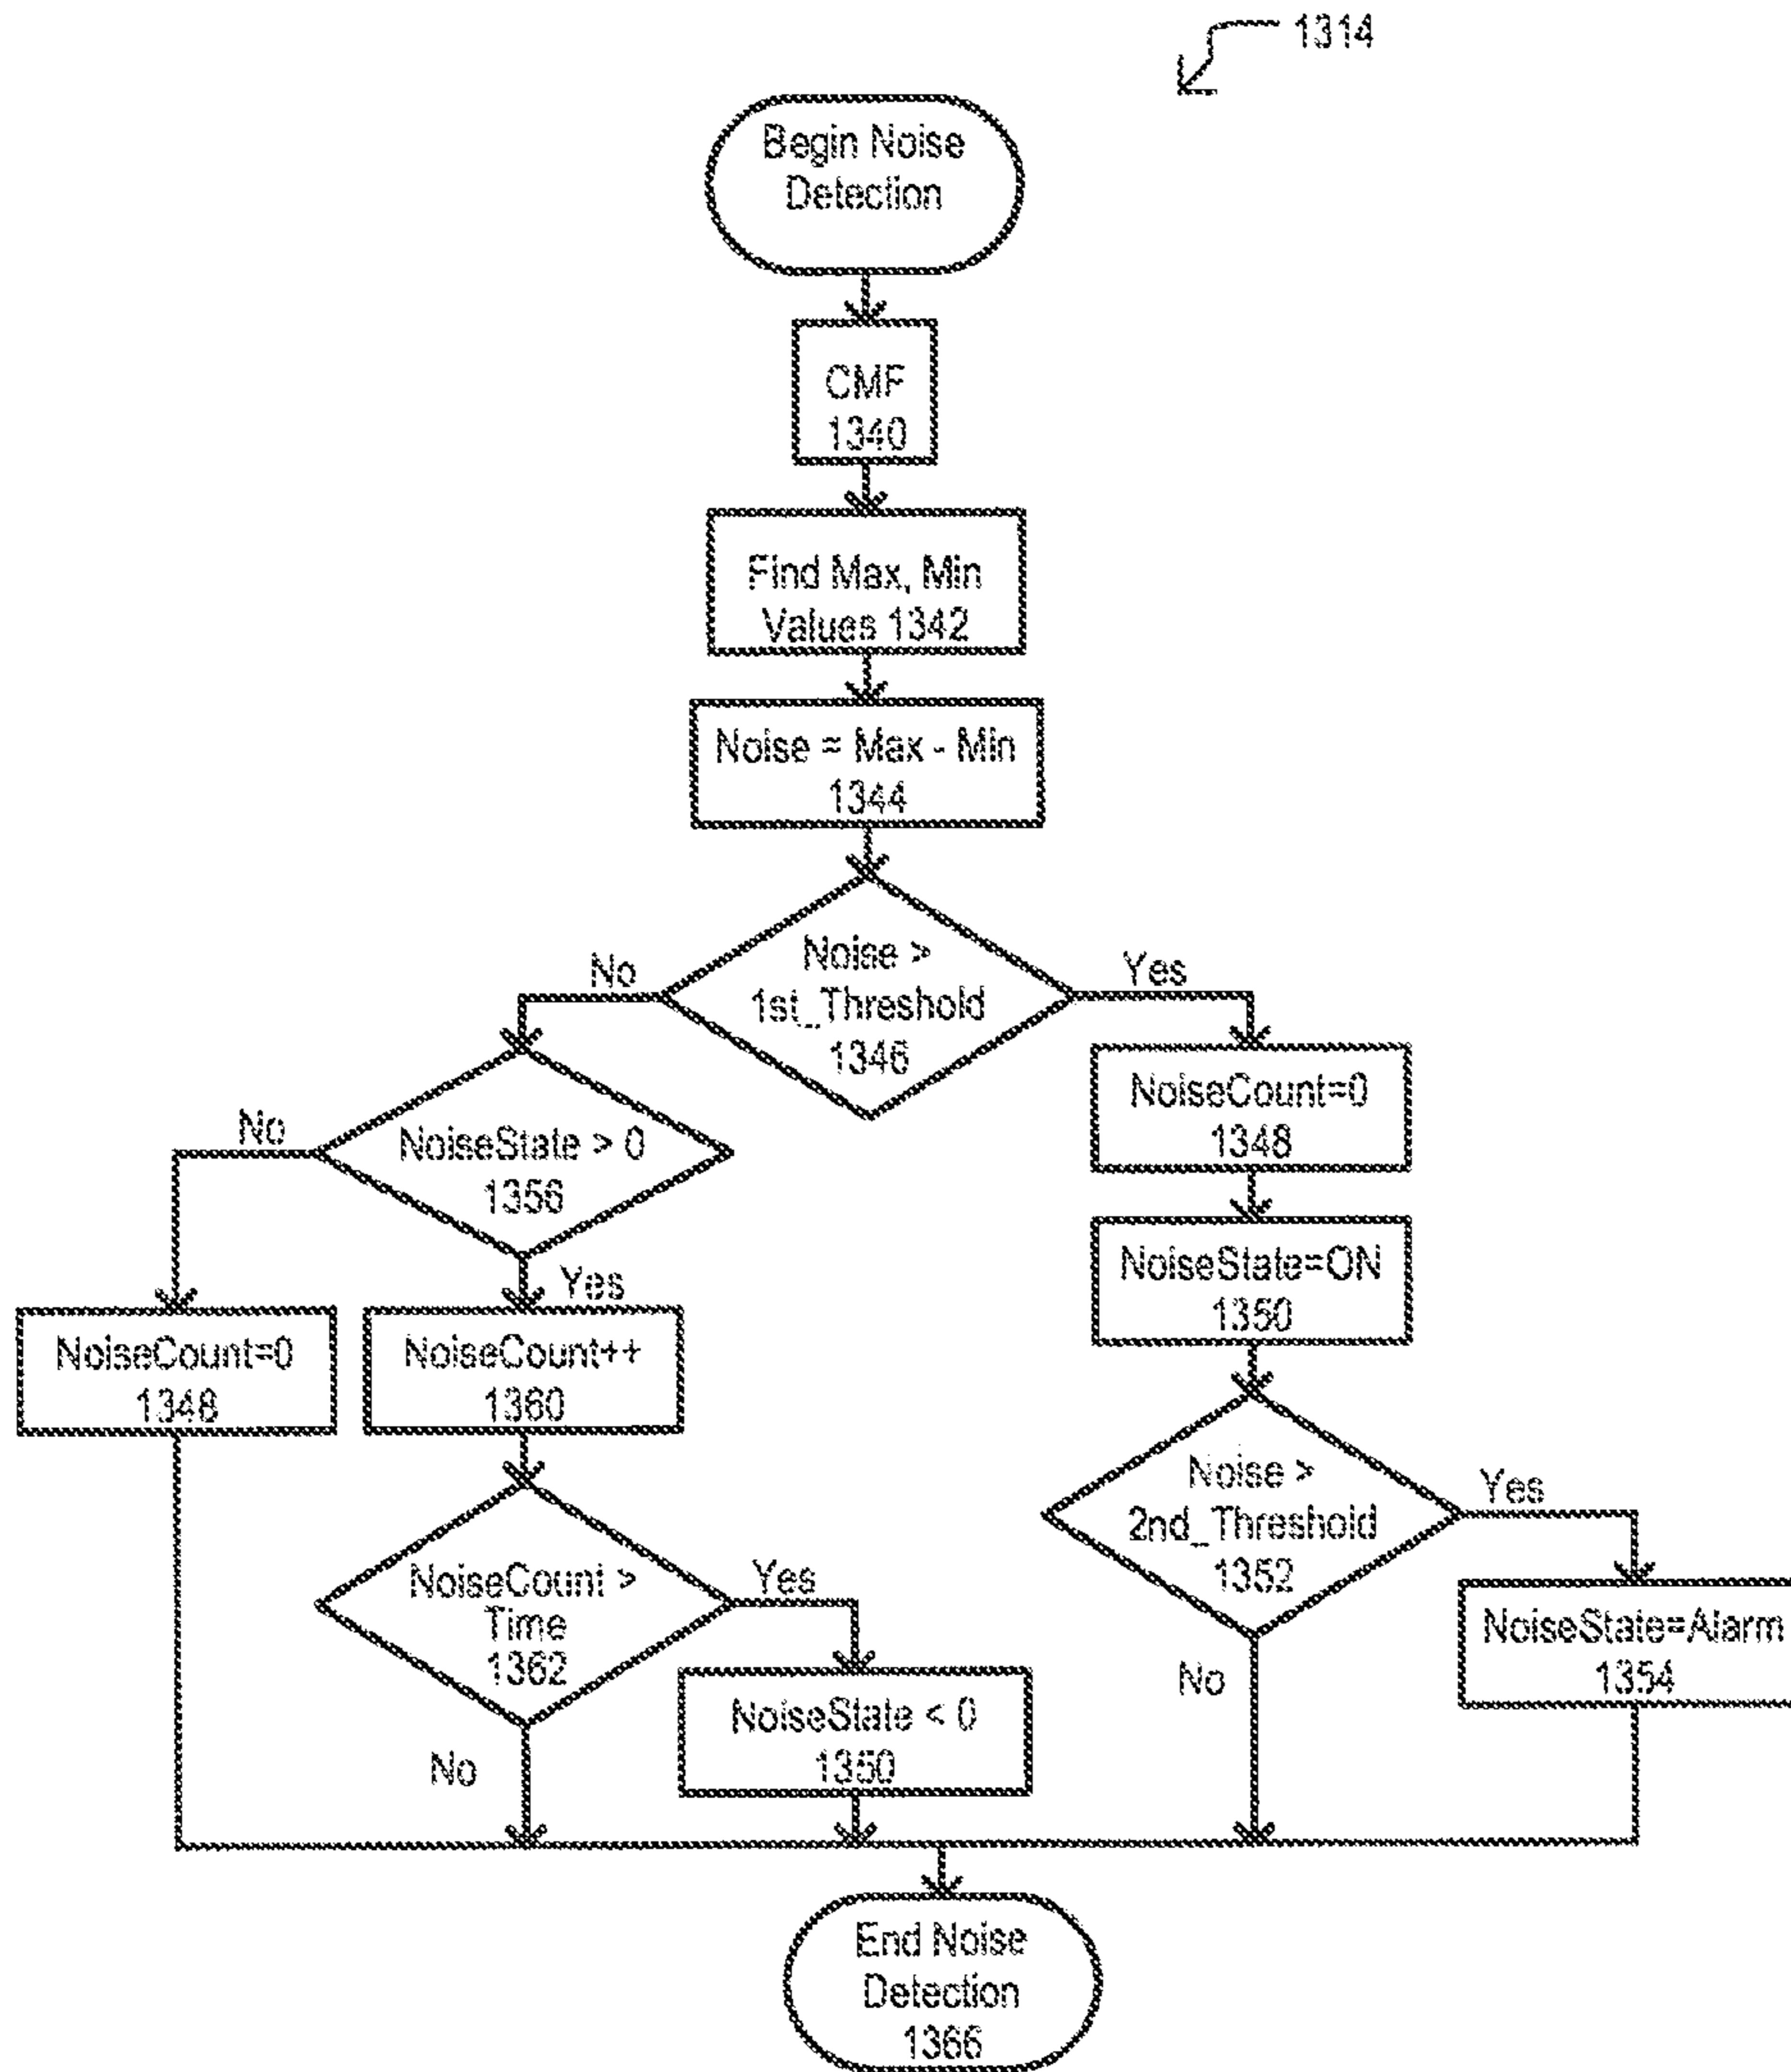 1314
Begin Noise
Detection
CMF
1340
Find Max, Min
Values 1342
Noise = Max - Min
1344
Noise >
1st_Threshold
1346
No
Yes
NoiseState > 0
1356
No
Yes
NoiseCount=0
1348
NoiseState=ON
1350
NoiseCount=0
1348
NoiseCount++
1360
Noise >
2nd_Threshold
1352
Yes
No
NoiseCount >
Time
1362
Yes
No
NoiseState < 0
1350
NoiseState=Alarm
1354
End Noise
Detection
1366